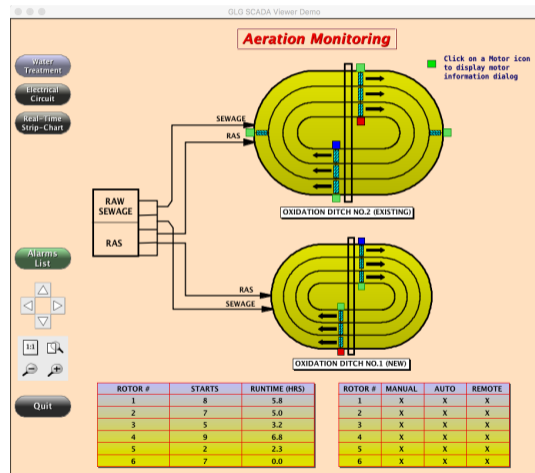 GLG SCADA Viewer Demo
Aeration Monitoring
Click on a Motor icon
to display motor
information dialog
Water
Treatment
Electrical
Circuit
Real-Time
Strip-Chart
SEWAGE
RAS
RAW
SEWAGE
RAS
OXIDATION DITCH NO.2 (EXISTING)
Alarms
List
RAS
SEWAGE
1:1
OXIDATION DITCH NO.1 (NEW)
Quit
ROTOR # STARTS RUNTIME (HRS)
1 8 5.8
2 7 5.0
3 5 3.2
4 9 6.8
5 2 2.3
6 7 0.0
ROTOR # MANUAL AUTO REMOTE
1 X X X
2 X X X
3 X X X
4 X X X
5 X X X
6 X X X